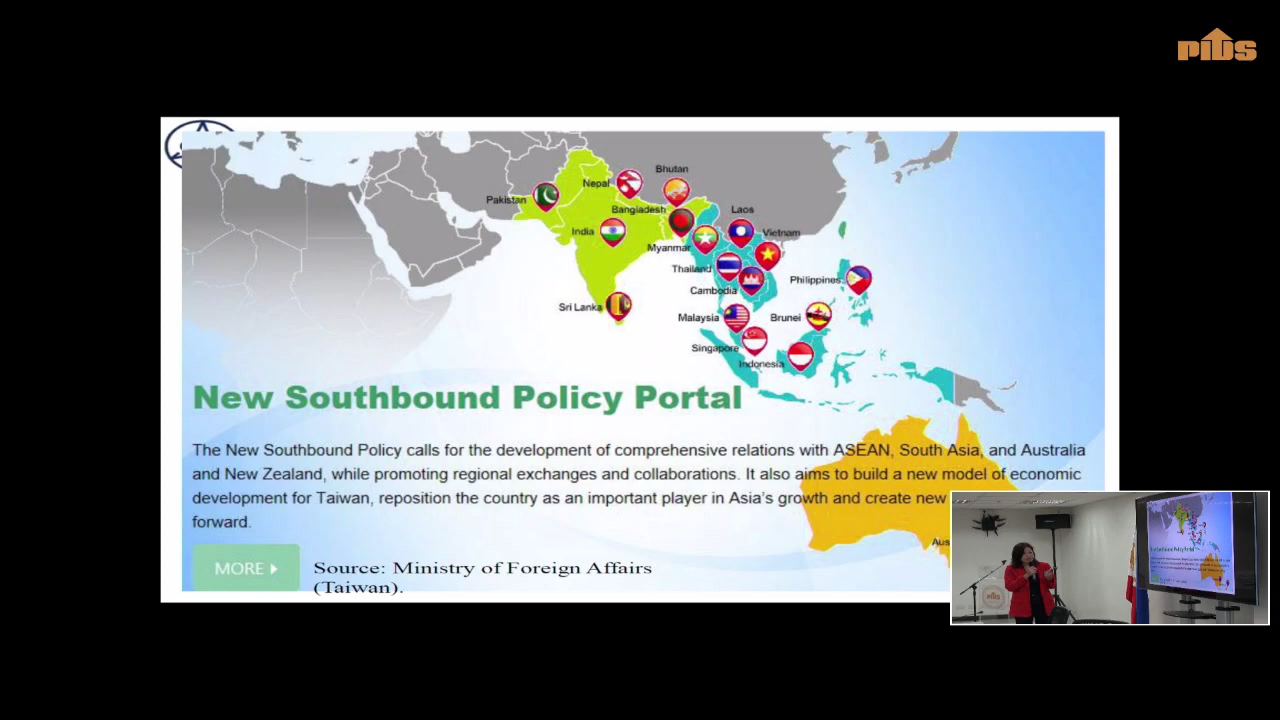 PIDS
Bhutan
Nepal
Pakistan
Bangladesh
Laos
India
Vietnam
Myanmar
Thailand
Philippines
Cambodia
Sri Lanka
Malaysia
Brunei
Singapore
Indonesia
New Southbound Policy Portal
The New Southbound Policy calls for the development of comprehensive relations with ASEAN, South Asia, and Australia
and New Zealand, while promoting regional exchanges and collaborations. It also aims to build a new model of economic
development for Taiwan, reposition the country as an important player in Asia's growth and create new
forward.
Aus
MORE
Source: Ministry of Foreign Affairs
(Taiwan).